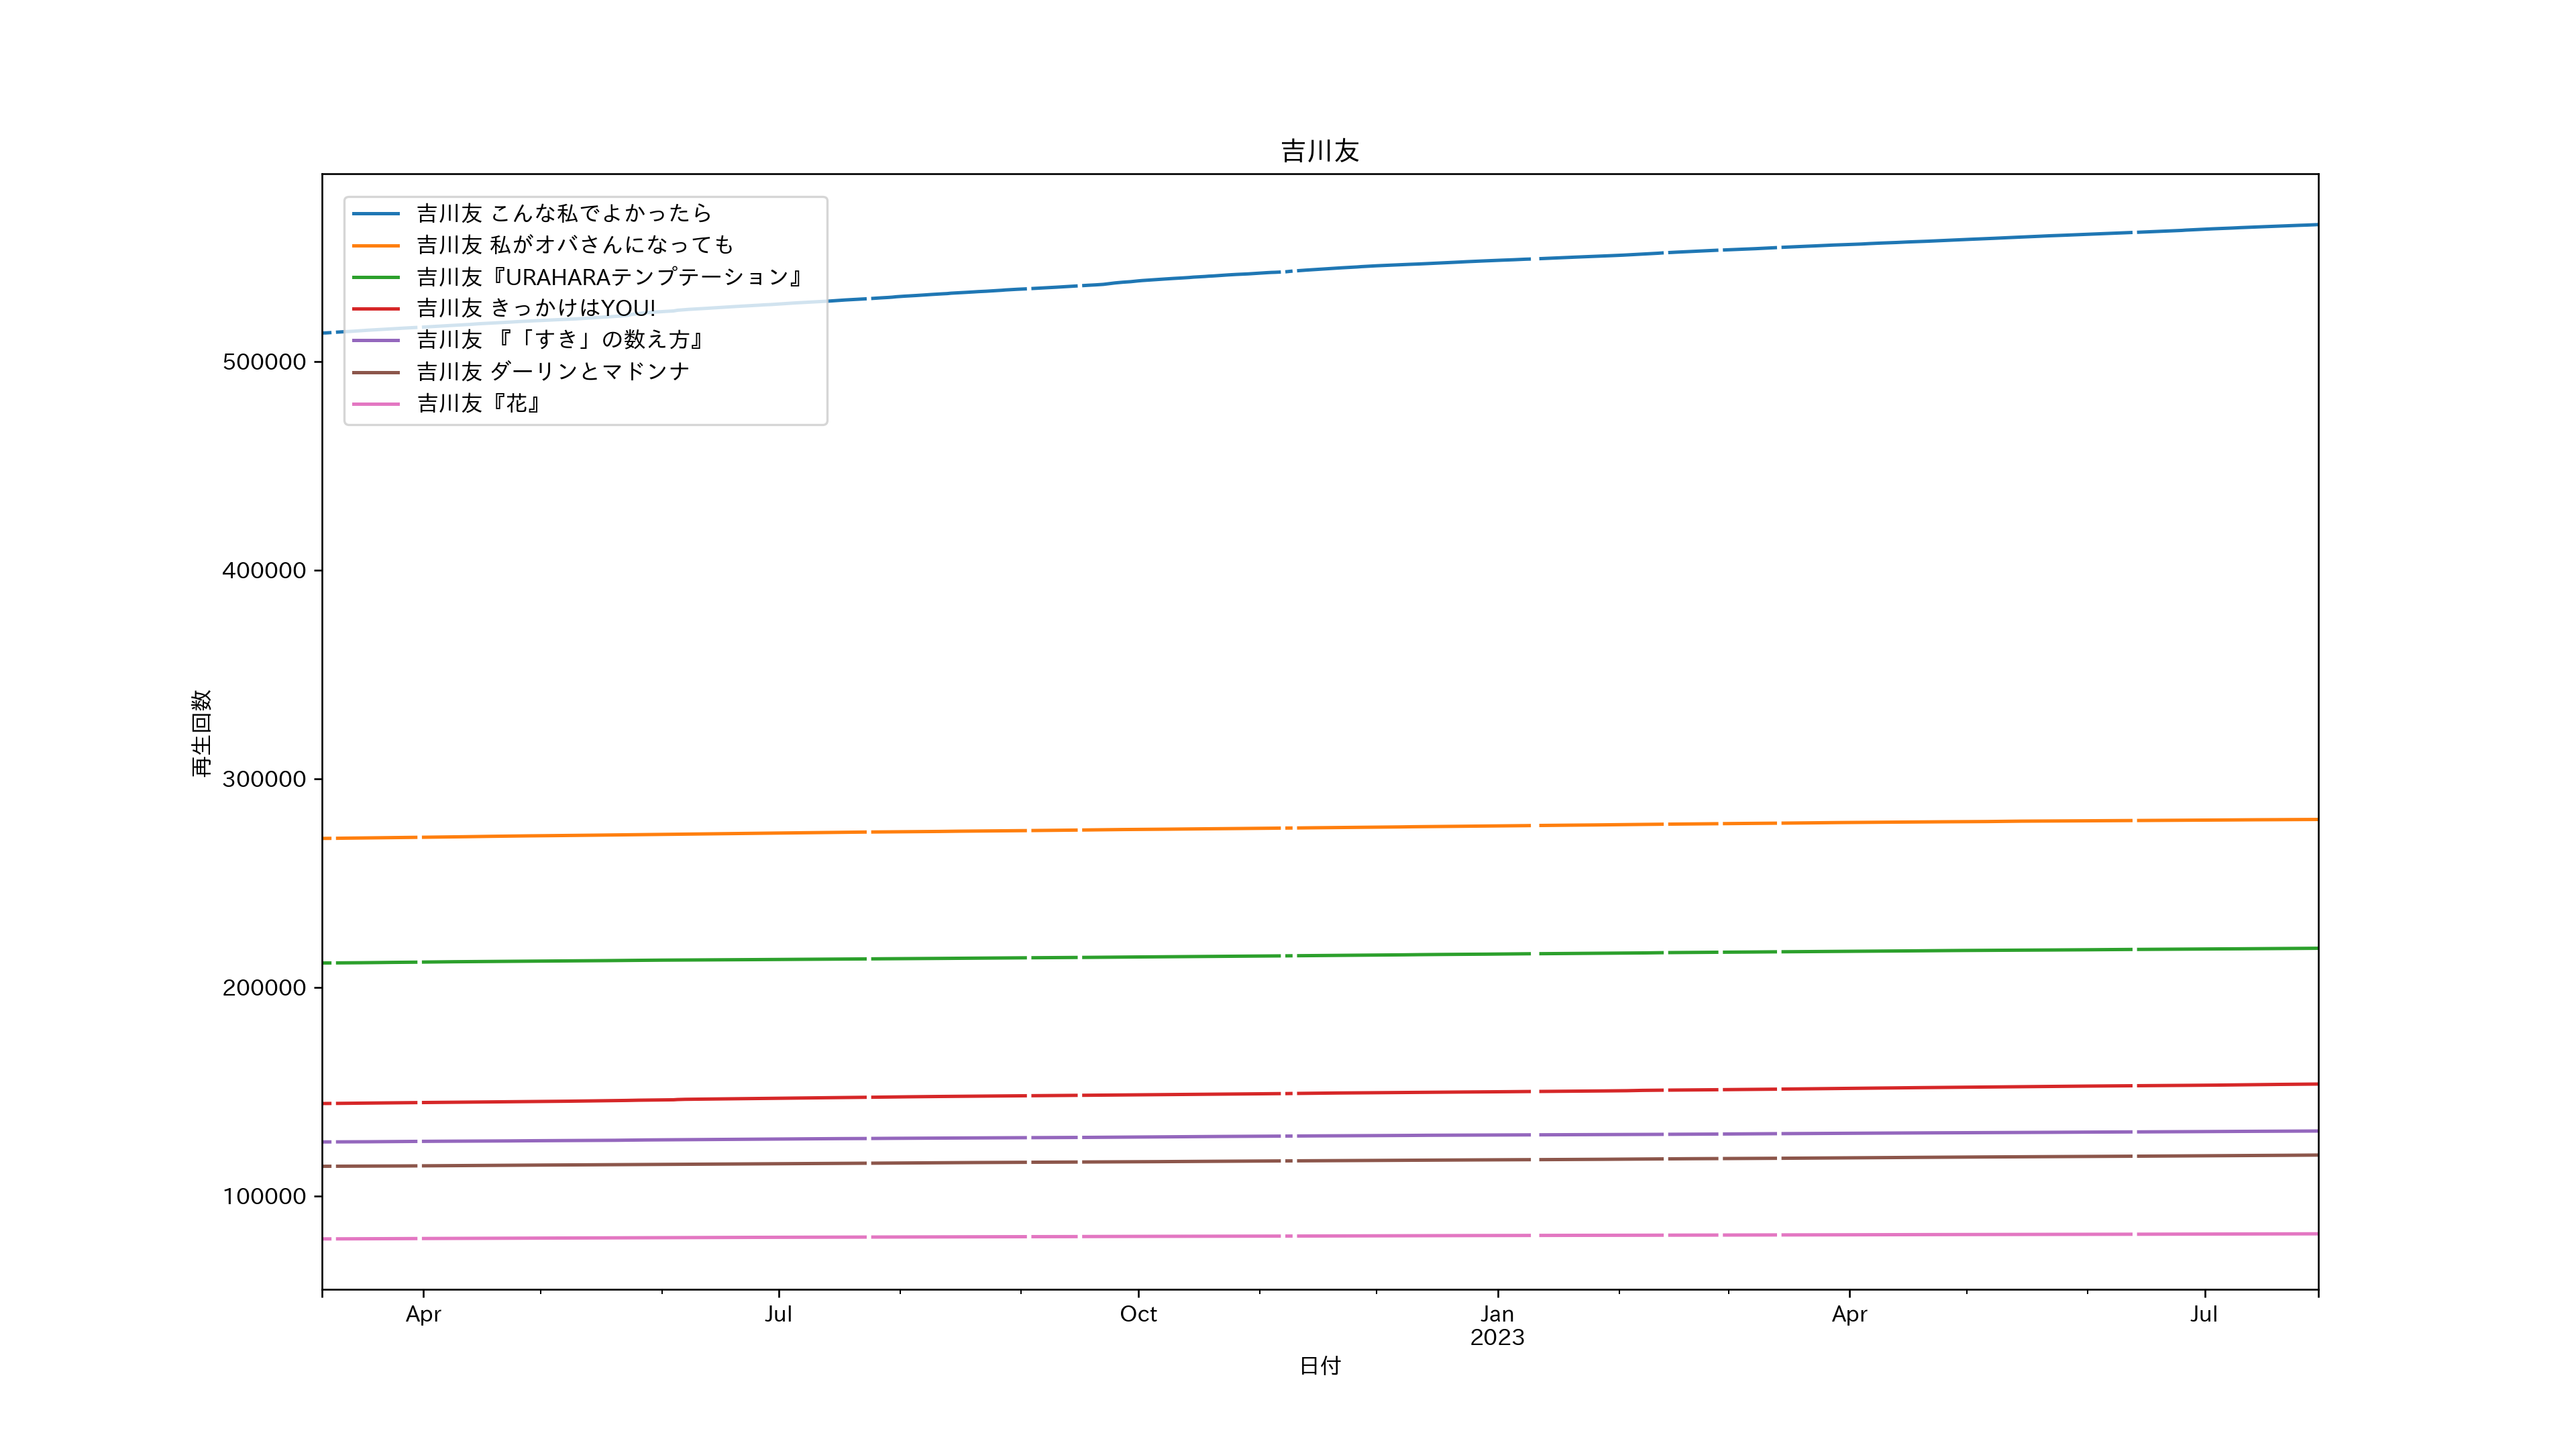 吉川友
吉川友 こんな私でよかったら
吉川友 私がオバさんになっても
吉川友『URAHARAテンプテーション』
吉川友 きっかけはYOU!
吉川友 『「すき」の数え方』
吉川友 ダーリンとマドンナ
吉川友『花』
再生回数
500000
400000
300000
200000
100000
Apr Jul Oct Jan Apr Jul
2023
日付